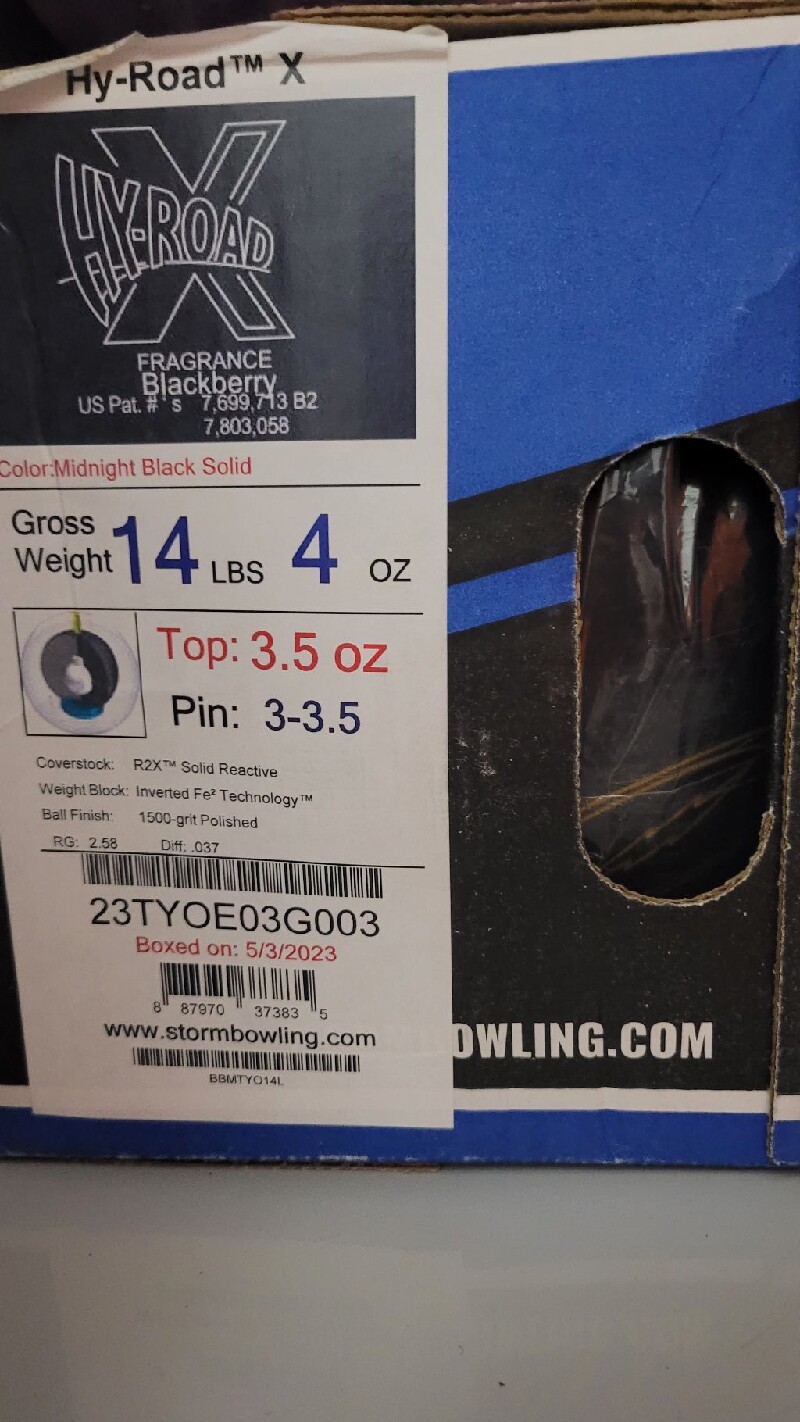 Hy-Road™ X
HY-ROAD X
FRAGRANCE
Blackberry
US Pat. #'s 7,699,713 B2
7,803,058
Color:Midnight Black Solid
Gross Weight 14 LBS 4 OZ
Top: 3.5 oz
Pin: 3-3.5
Coverstock: R2X™ Solid Reactive
Weight Block: Inverted Fe² Technology™
Ball Finish: 1500-grit Polished
RG: 2.58 Diff: .037
23TYOE03G003
Boxed on: 5/3/2023
8 87970 37383 5
www.stormbowling.com
BBMTYO14L
OWLING.COM